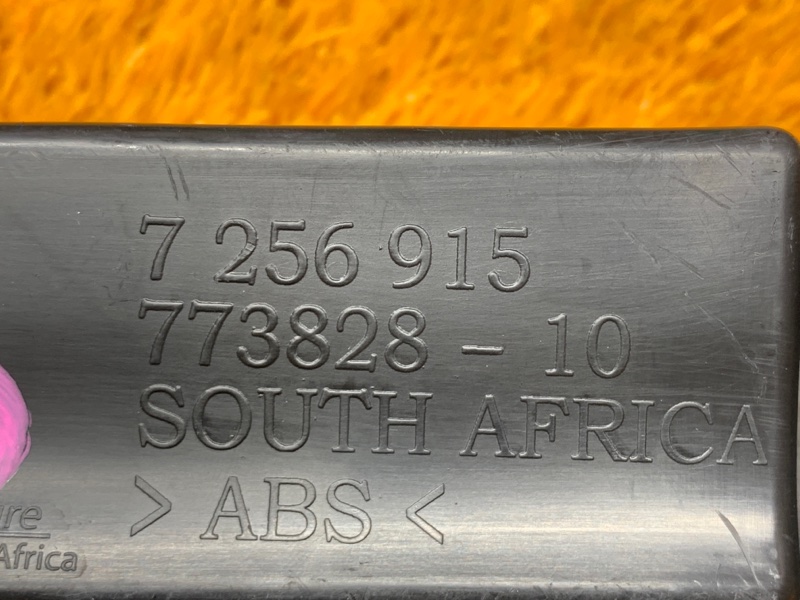 7 256 915
773828 - 10
SOUTH AFRICA
> ABS <
Africa